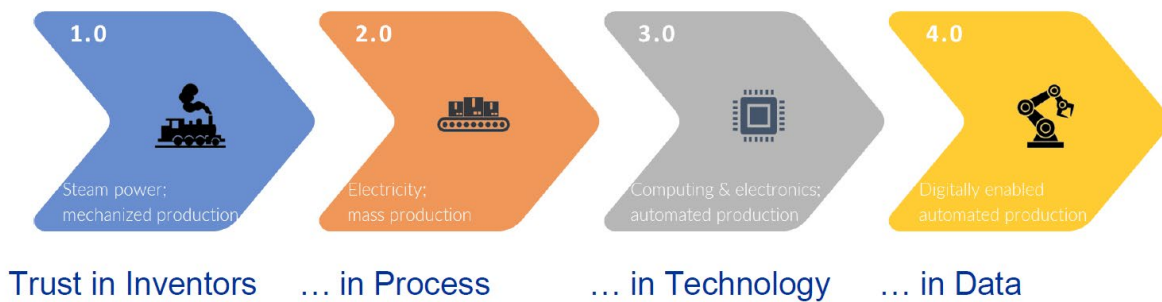 1.0
Steam power;
mechanized production
2.0
Electricity;
mass production
3.0
Computing & electronics;
automated production
4.0
Digitally enabled
automated production
Trust in Inventors
... in Process
... in Technology
... in Data